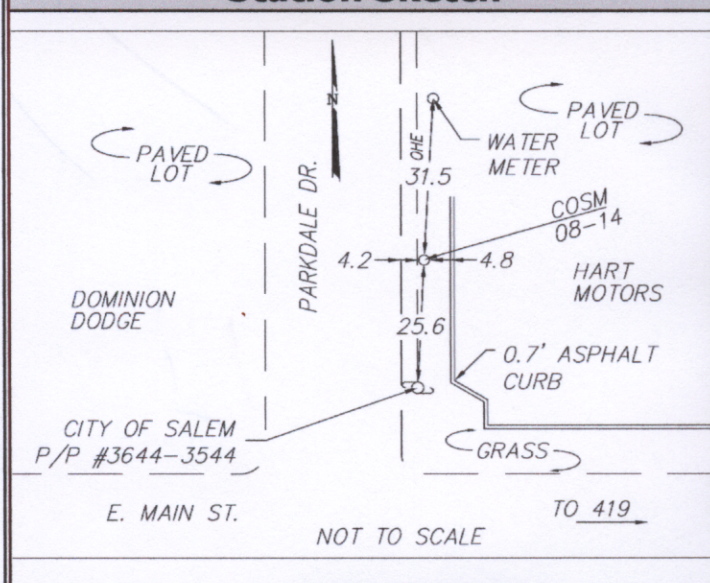 Station Sketch
N
PAVED
LOT
PARKDALE DR.
OHE
31.5
WATER
METER
PAVED
LOT
COSM
08-14
4.2
4.8
25.6
DOMINION
DODGE
HART
MOTORS
0.7' ASPHALT
CURB
CITY OF SALEM
P/P #3644-3544
GRASS
E. MAIN ST.
NOT TO SCALE
TO 419